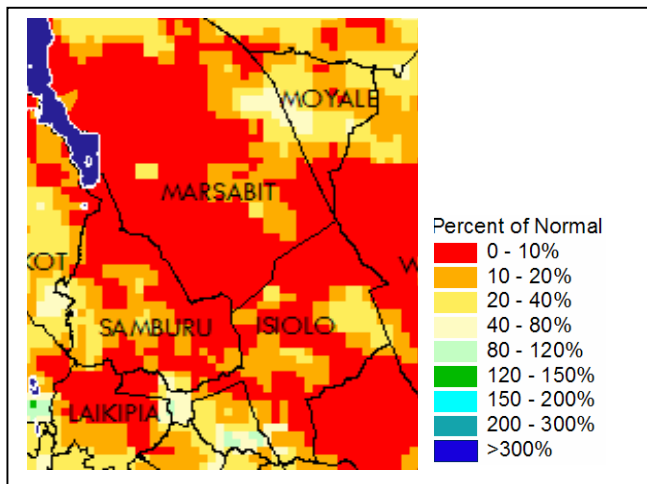 MOYALE
MARSABIT
KOT
W
SAMBURU
ISIOLO
LAIKIPIA
Percent of Normal
0 - 10%
10 - 20%
20 - 40%
40 - 80%
80 - 120%
120 - 150%
150 - 200%
200 - 300%
>300%